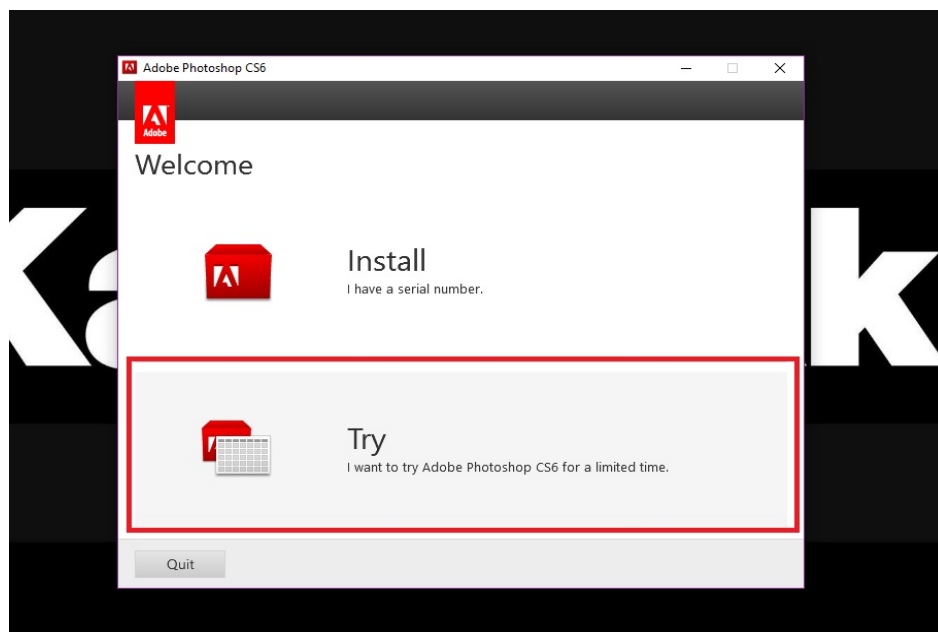 Adobe Photoshop CS6
Adobe
Welcome
Install
I have a serial number.
Try
I want to try Adobe Photoshop CS6 for a limited time.
Quit